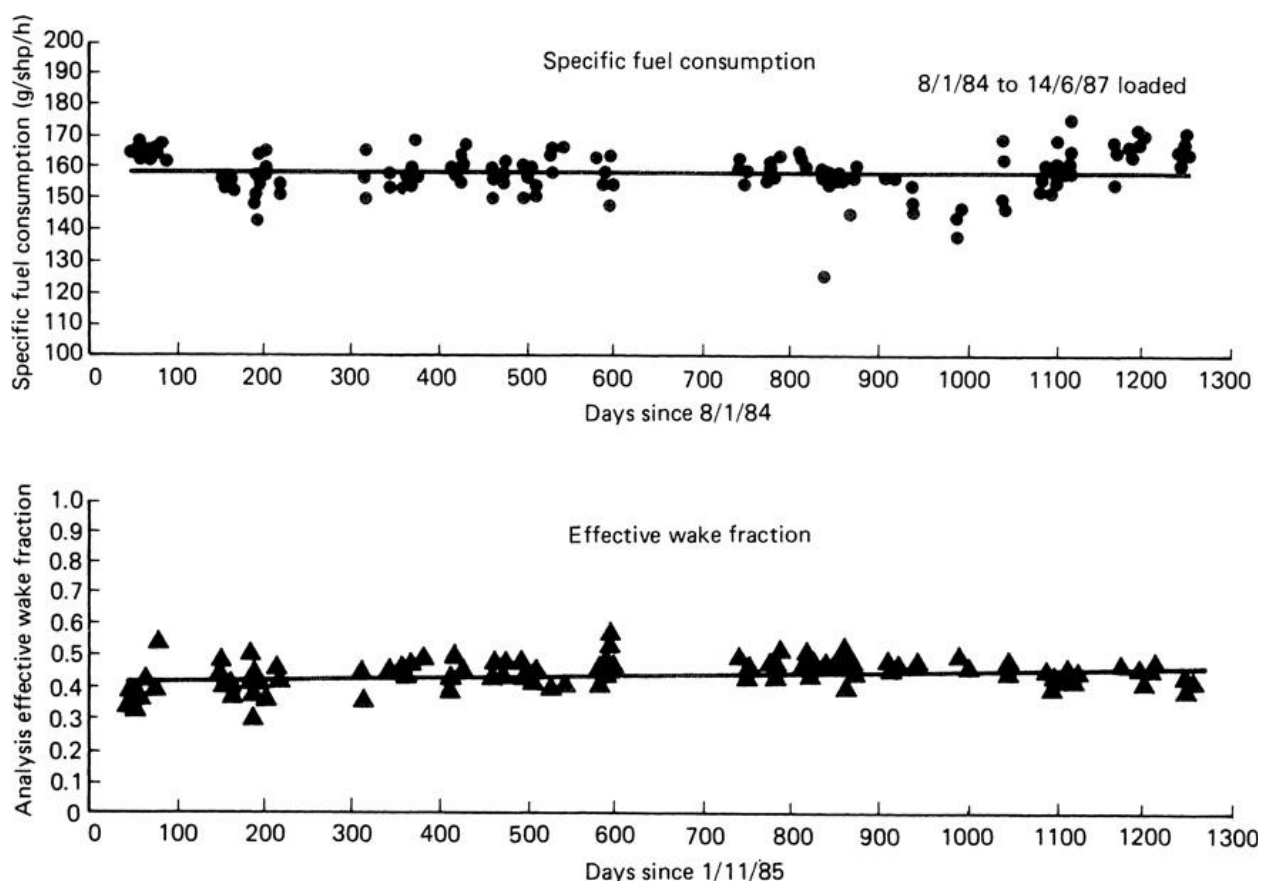 Specific fuel consumption (g/shp/h)
200
190
180
170
160
150
140
130
120
110
100
Specific fuel consumption
8/1/84 to 14/6/87 loaded
0 100 200 300 400 500 600 700 800 900 1000 1100 1200 1300
Days since 8/1/84
Analysis effective wake fraction
1.0
0.9
0.8
0.7
0.6
0.5
0.4
0.3
0.2
0.1
0
Effective wake fraction
0 100 200 300 400 500 600 700 800 900 1000 1100 1200 1300
Days since 1/11/85